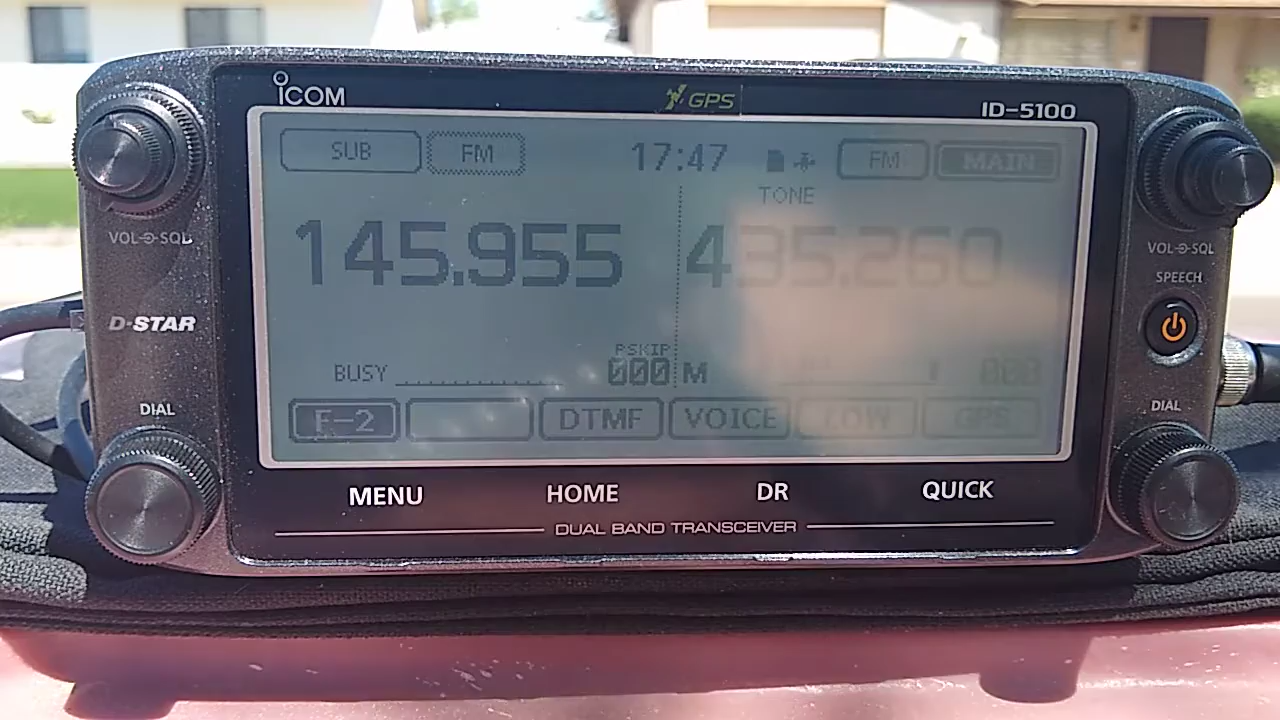 iCOM GPS ID-5100
SUB FM 17:47 FM MAIN
TONE
145.955 435.260
PSKIP
BUSY 000 M 000
F-2 DTMF VOICE LOW GPS
VOL SQL
D-STAR
DIAL
VOL SQL
SPEECH
DIAL
MENU HOME DR QUICK
DUAL BAND TRANSCEIVER